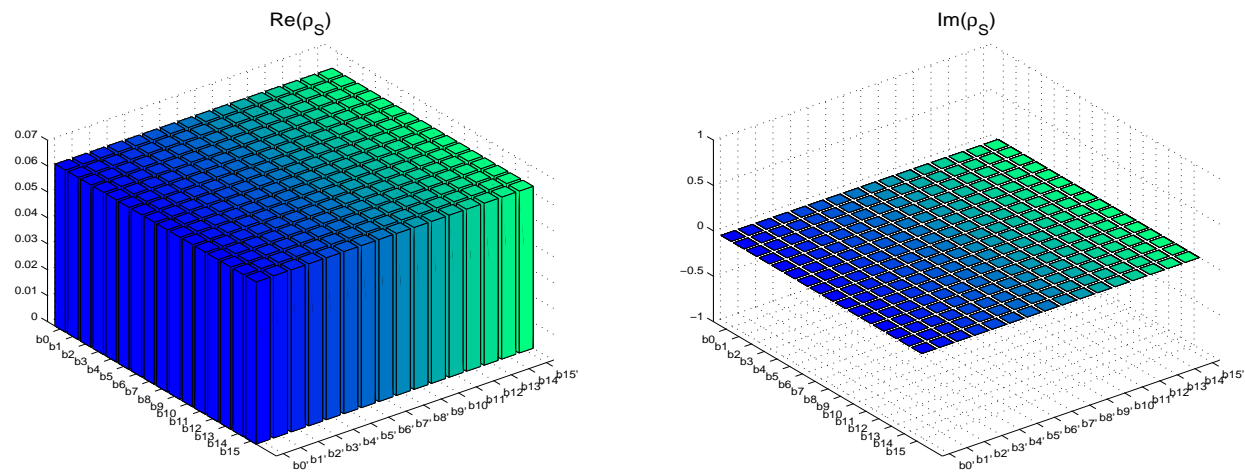 Re(ρ_S)
0.07
0.06
0.05
0.04
0.03
0.02
0.01
0
b0
b1
b2
b3
b4
b5
b6
b7
b8
b9
b10
b11
b12
b13
b14
b15
b0'
b1'
b2'
b3'
b4'
b5'
b6'
b7'
b8'
b9'
b10
b11
b12
b13
b14
b15'
Im(ρ_S)
1
0.5
0
−0.5
−1
b0
b1
b2
b3
b4
b5
b6
b7
b8
b9
b10
b11
b12
b13
b14
b15
b0'
b1'
b2'
b3'
b4'
b5'
b6'
b7'
b8'
b9'
b10
b11
b12
b13
b14
b15'